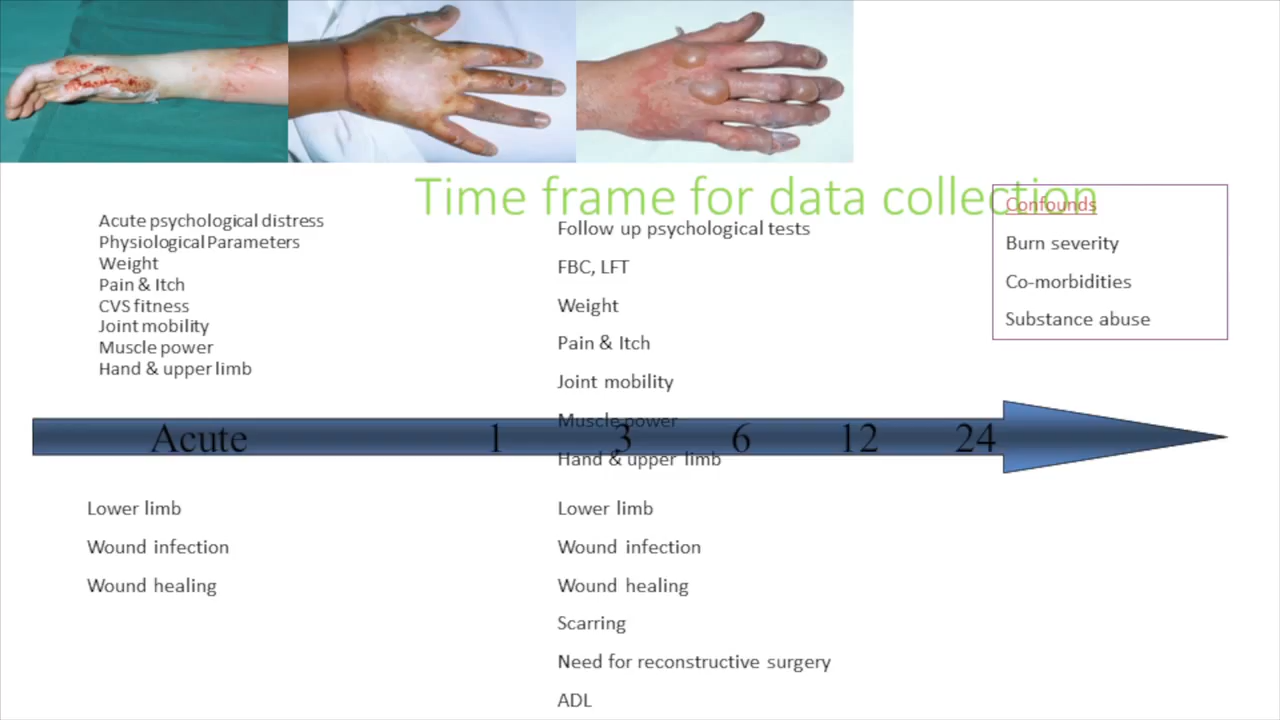 Time frame for data collection
Acute psychological distress
Physiological Parameters
Weight
Pain & Itch
CVS fitness
Joint mobility
Muscle power
Hand & upper limb
Follow up psychological tests
FBC, LFT
Weight
Pain & Itch
Joint mobility
Muscle power
Hand & upper limb
Confounds
Burn severity
Co-morbidities
Substance abuse
Acute 1 3 6 12 24
Lower limb
Wound infection
Wound healing
Lower limb
Wound infection
Wound healing
Scarring
Need for reconstructive surgery
ADL